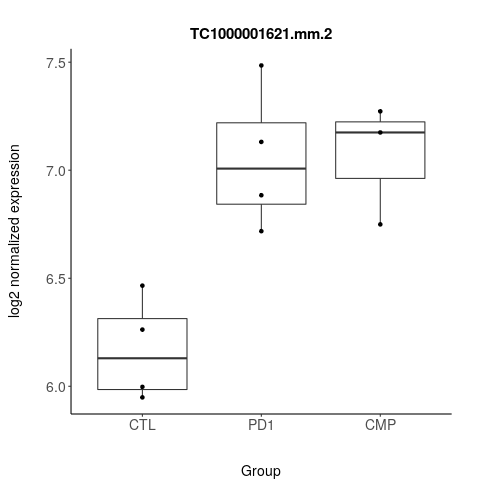 TC1000001621.mm.2
log2 normalized expression
7.5
7.0
6.5
6.0
CTL PD1 CMP
Group